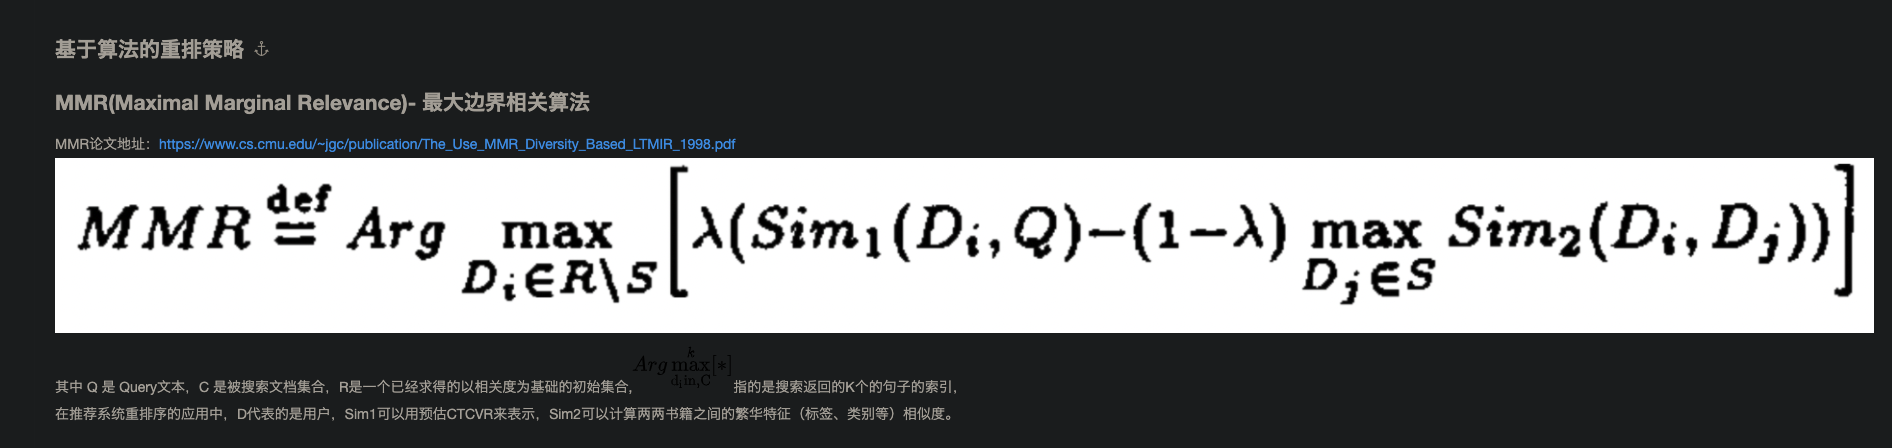 基于算法的重排策略 ⚓
MMR(Maximal Marginal Relevance)- 最大边界相关算法
MMR论文地址：https://www.cs.cmu.edu/~jgc/publication/The_Use_MMR_Diversity_Based_LTMIR_1998.pdf
MMR \stackrel{def}{=} Arg \max_{D_i∈R\S} [λ(Sim_1(D_i,Q)−(1−λ) \max_{D_j∈S} Sim_2(D_i,D_j))]
其中 Q 是 Query文本，C 是被搜索文档集合，R是一个已经求得的以相关度为基础的初始集合，Arg \max_{d_i in, C}^{k} [*] 指的是搜索返回的K个的句子的索引，
在推荐系统重排序的应用中，D代表的是用户，Sim1可以用预估CTCVR来表示，Sim2可以计算两两书籍之间的繁华特征（标签、类别等）相似度。